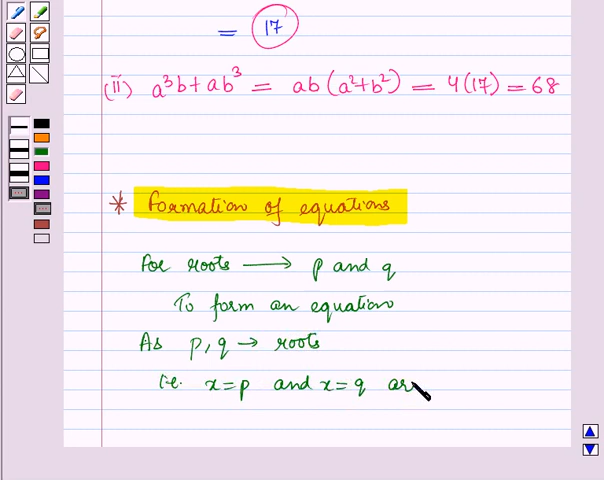 = 17
(ii) a³b + ab³ = ab(a²+b²) = 4(17) = 68
* Formation of equations
For roots ⟶ p and q
To form an equation
As p, q → roots
i.e. x=p and x=q ar